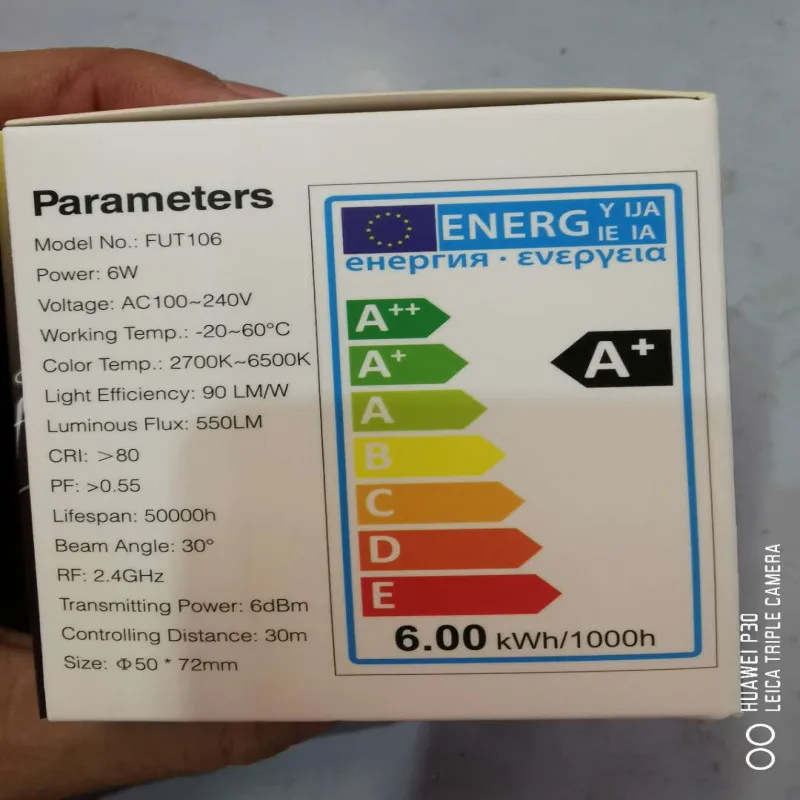 Parameters
Model No.: FUT106
Power: 6W
Voltage: AC100~240V
Working Temp.: -20~60°C
Color Temp.: 2700K~6500K
Light Efficiency: 90 LM/W
Luminous Flux: 550LM
CRI: >80
PF: >0.55
Lifespan: 50000h
Beam Angle: 30°
RF: 2.4GHz
Transmitting Power: 6dBm
Controlling Distance: 30m
Size: Φ50 * 72mm
ENERG Y IJA
IE IA
енергия · ενεργεια
A++
A+
A+
A
B
C
D
E
6.00 kWh/1000h
HUAWEI P30
LEICA TRIPLE CAMERA